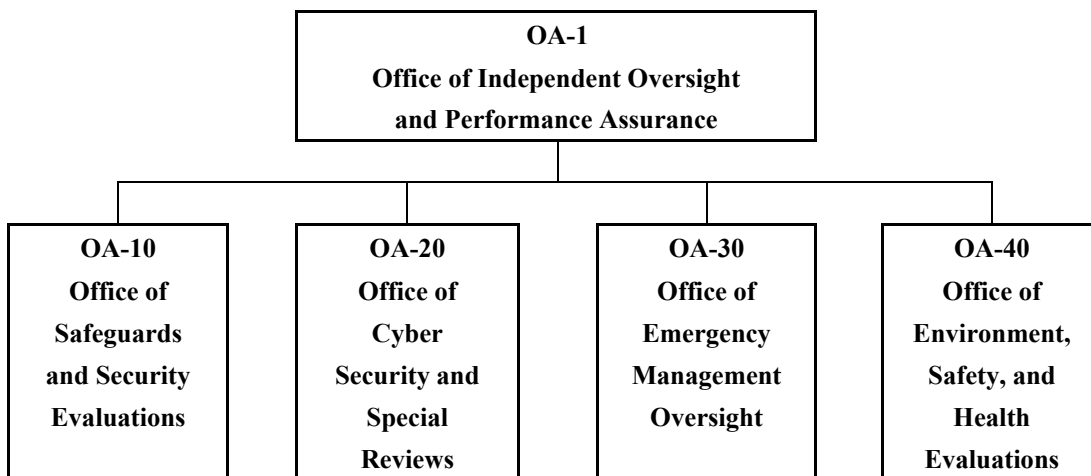 OA-1
Office of Independent Oversight
and Performance Assurance
OA-10
Office of
Safeguards
and Security
Evaluations
OA-20
Office of
Cyber
Security and
Special
Reviews
OA-30
Office of
Emergency
Management
Oversight
OA-40
Office of
Environment,
Safety, and
Health
Evaluations